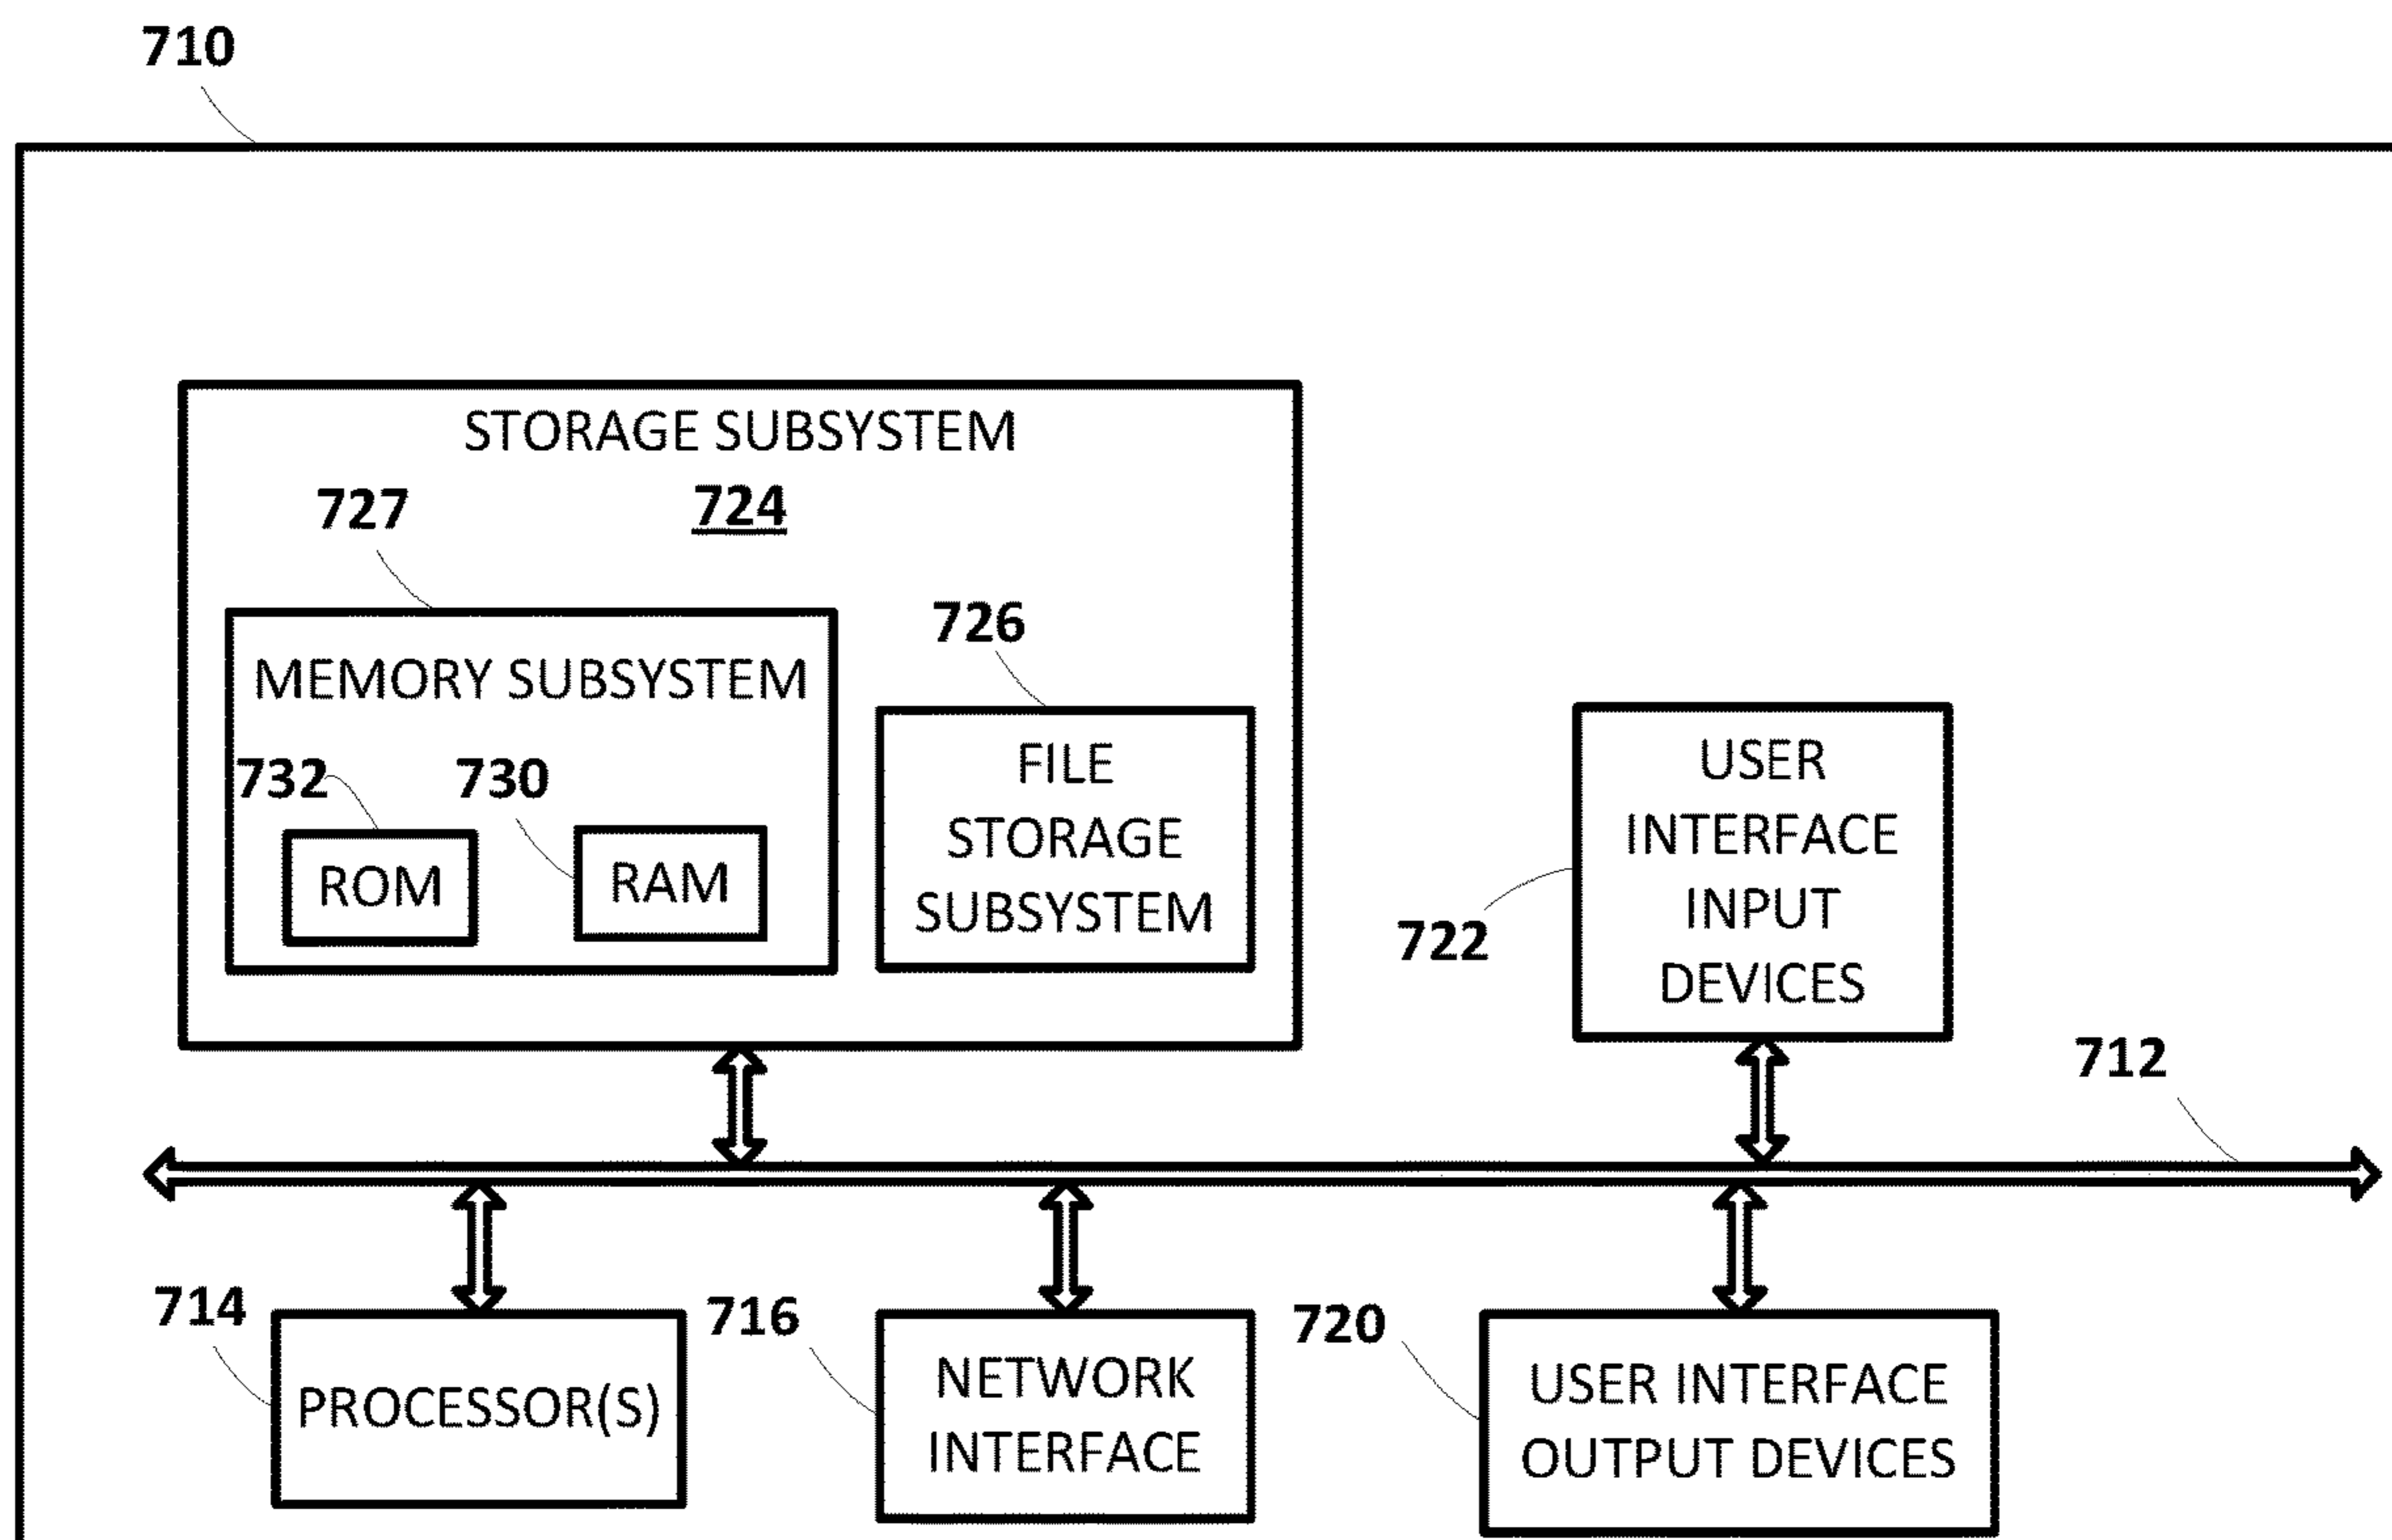 710
STORAGE SUBSYSTEM
724
727
MEMORY SUBSYSTEM
732
730
ROM
RAM
726
FILE
STORAGE
SUBSYSTEM
USER
INTERFACE
INPUT
DEVICES
722
712
714
PROCESSOR(S)
716
NETWORK
INTERFACE
720
USER INTERFACE
OUTPUT DEVICES